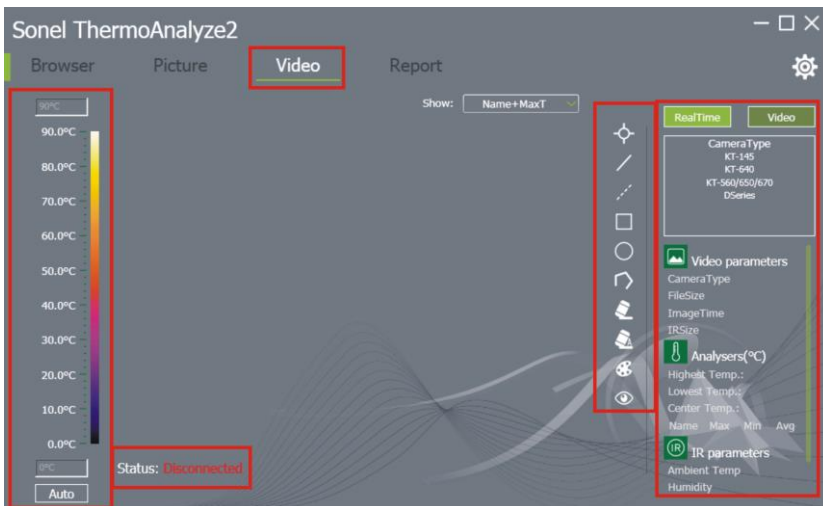 Sonel ThermoAnalyze2
Browser Picture Video Report
Show: Name+MaxT
90°C
90.0°C
80.0°C
70.0°C
60.0°C
50.0°C
40.0°C
30.0°C
20.0°C
10.0°C
0.0°C
0°C
Auto
Status: Disconnected
RealTime Video
CameraType
KT-145
KT-640
KT-560/650/670
DSeries
Video parameters
CameraType
FileSize
ImageTime
IRSize
Analysers(°C)
Highest Temp.:
Lowest Temp.:
Center Temp.:
Name Max Min Avg
IR IR parameters
Ambient Temp
Humidity